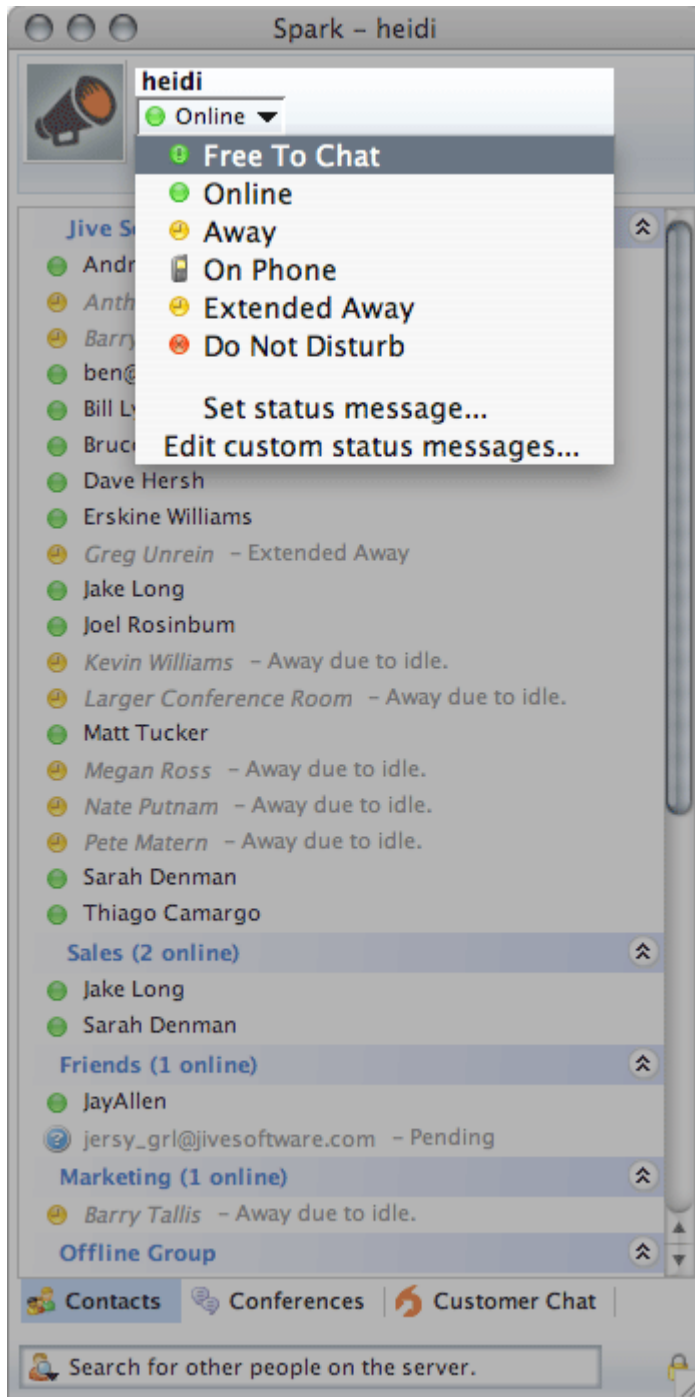 Spark – heidi
heidi
Online
Free To Chat
Online
Away
On Phone
Extended Away
Do Not Disturb
Set status message...
Edit custom status messages...
Jive
Dave Hersh
Erskine Williams
Greg Unrein – Extended Away
Jake Long
Joel Rosinbum
Kevin Williams – Away due to idle.
Larger Conference Room – Away due to idle.
Matt Tucker
Megan Ross – Away due to idle.
Nate Putnam – Away due to idle.
Pete Matern – Away due to idle.
Sarah Denman
Thiago Camargo
Sales (2 online)
Jake Long
Sarah Denman
Friends (1 online)
JayAllen
jersy_grl@jivesoftware.com – Pending
Marketing (1 online)
Barry Tallis – Away due to idle.
Offline Group
Contacts
Conferences
Customer Chat
Search for other people on the server.